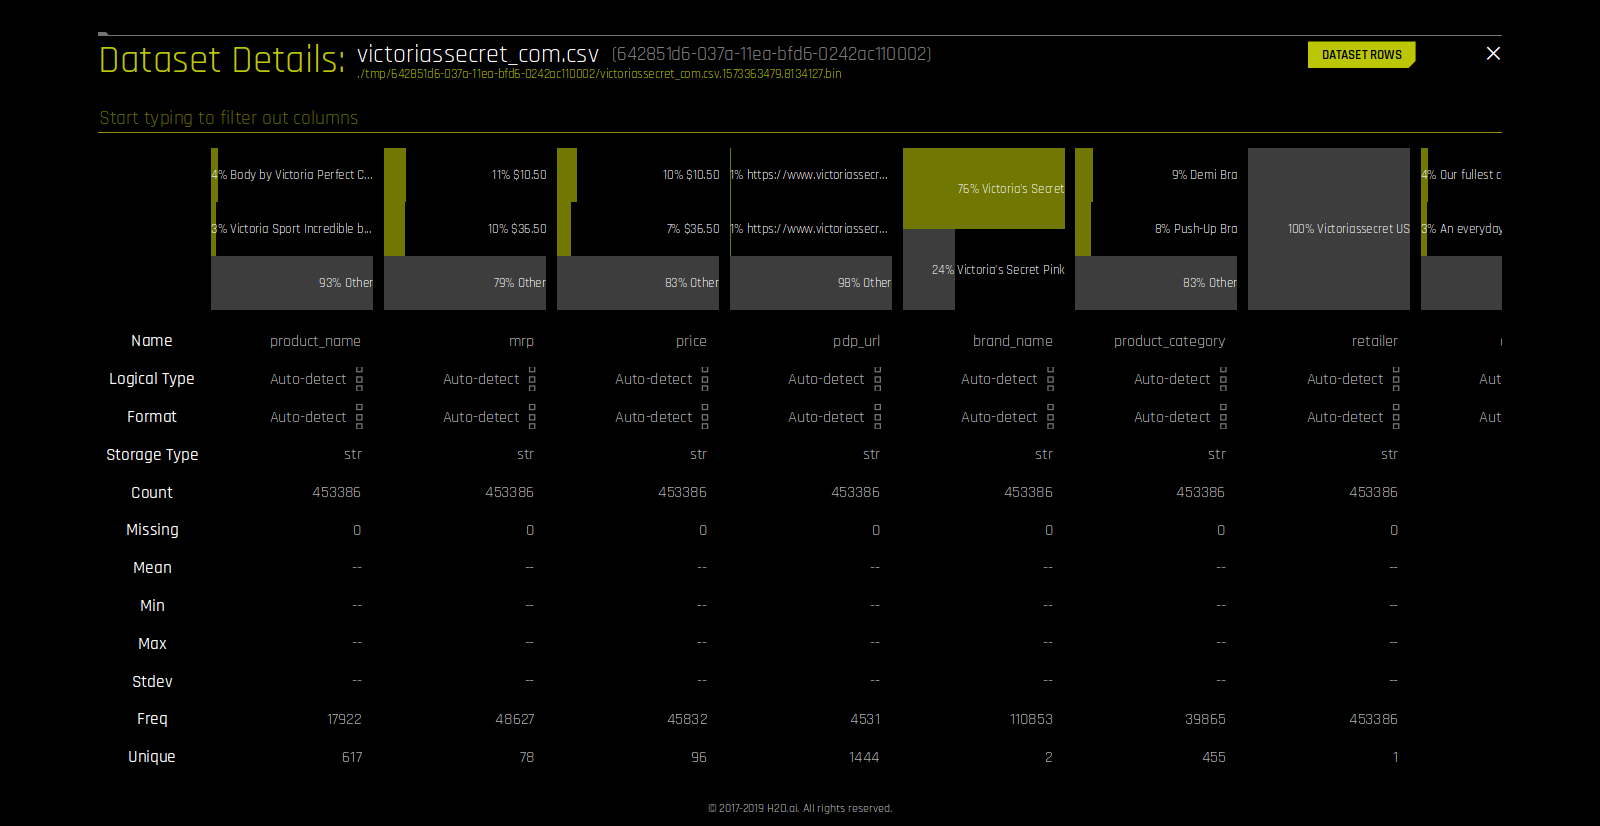 Dataset Details: victoriassecret_com.csv (642851d6-037a-11ea-bfd6-0242ac110002) DATASET ROWS
./tmp/642851d6-037a-11ea-bfd6-0242ac110002/victoriassecret_com.csv.1573363479.8134127.bin
Start typing to filter out columns
4% Body by Victoria Perfect C... 11% $10.50 10% $10.50 1% https://www.victoriassecr... 76% Victoria's Secret 9% Demi Bra 4% Our fullest c
3% Victoria Sport Incredible b... 10% $36.50 7% $36.50 1% https://www.victoriassecr... 8% Push-Up Bra 100% Victoriassecret US 3% An everyday
93% Other 79% Other 83% Other 98% Other 24% Victoria's Secret Pink 83% Other
Name product_name mrp price pdp_url brand_name product_category retailer
Logical Type Auto-detect Auto-detect Auto-detect Auto-detect Auto-detect Auto-detect Auto-detect Aut
Format Auto-detect Auto-detect Auto-detect Auto-detect Auto-detect Auto-detect Auto-detect Aut
Storage Type str str str str str str str
Count 453386 453386 453386 453386 453386 453386 453386
Missing 0 0 0 0 0 0 0
Mean -- -- -- -- -- -- --
Min -- -- -- -- -- -- --
Max -- -- -- -- -- -- --
Stdev -- -- -- -- -- -- --
Freq 17922 48627 45832 4531 110853 39865 453386
Unique 617 78 96 1444 2 455 1
© 2017-2019 H2O.ai. All rights reserved.